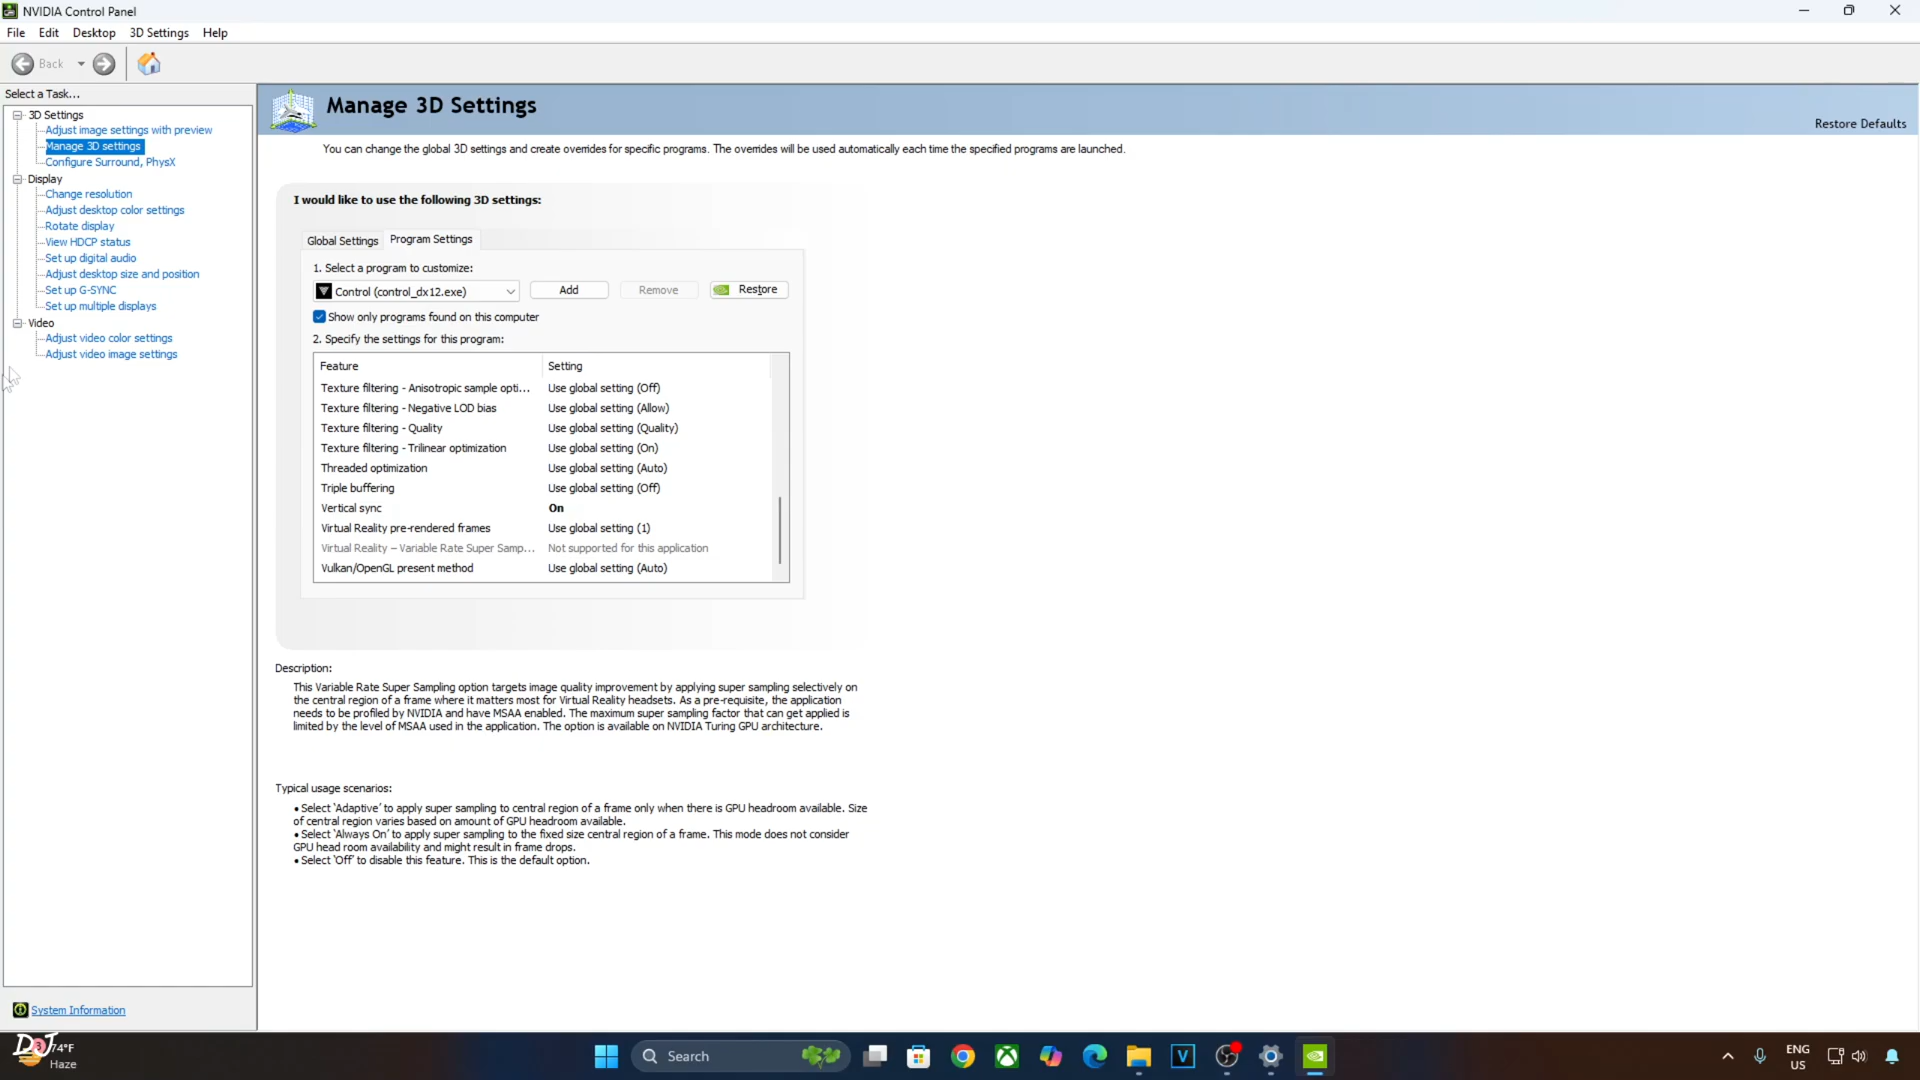 NVIDIA Control Panel
File Edit Desktop 3D Settings Help
Back
Select a Task...
3D Settings
Adjust image settings with preview
Manage 3D settings
Configure Surround, PhysX
Display
Change resolution
Adjust desktop color settings
Rotate display
View HDCP status
Set up digital audio
Adjust desktop size and position
Set up G-SYNC
Set up multiple displays
Video
Adjust video color settings
Adjust video image settings
System Information
Manage 3D Settings
Restore Defaults
You can change the global 3D settings and create overrides for specific programs. The overrides will be used automatically each time the specified programs are launched.
I would like to use the following 3D settings:
Global Settings Program Settings
1. Select a program to customize:
Control (control_dx12.exe) Add Remove Restore
Show only programs found on this computer
2. Specify the settings for this program:
Feature Setting
Texture filtering - Anisotropic sample opti... Use global setting (Off)
Texture filtering - Negative LOD bias Use global setting (Allow)
Texture filtering - Quality Use global setting (Quality)
Texture filtering - Trilinear optimization Use global setting (On)
Threaded optimization Use global setting (Auto)
Triple buffering Use global setting (Off)
Vertical sync On
Virtual Reality pre-rendered frames Use global setting (1)
Virtual Reality – Variable Rate Super Samp... Not supported for this application
Vulkan/OpenGL present method Use global setting (Auto)
Description:
This Variable Rate Super Sampling option targets image quality improvement by applying super sampling selectively on
the central region of a frame where it matters most for Virtual Reality headsets. As a pre-requisite, the application
needs to be profiled by NVIDIA and have MSAA enabled. The maximum super sampling factor that can get applied is
limited by the level of MSAA used in the application. The option is available on NVIDIA Turing GPU architecture.
Typical usage scenarios:
• Select 'Adaptive' to apply super sampling to central region of a frame only when there is GPU headroom available. Size
of central region varies based on amount of GPU headroom available.
• Select 'Always On' to apply super sampling to the fixed size central region of a frame. This mode does not consider
GPU head room availability and might result in frame drops.
• Select 'Off' to disable this feature. This is the default option.
DJ 3 74°F
Haze
Search
V
ENG
US